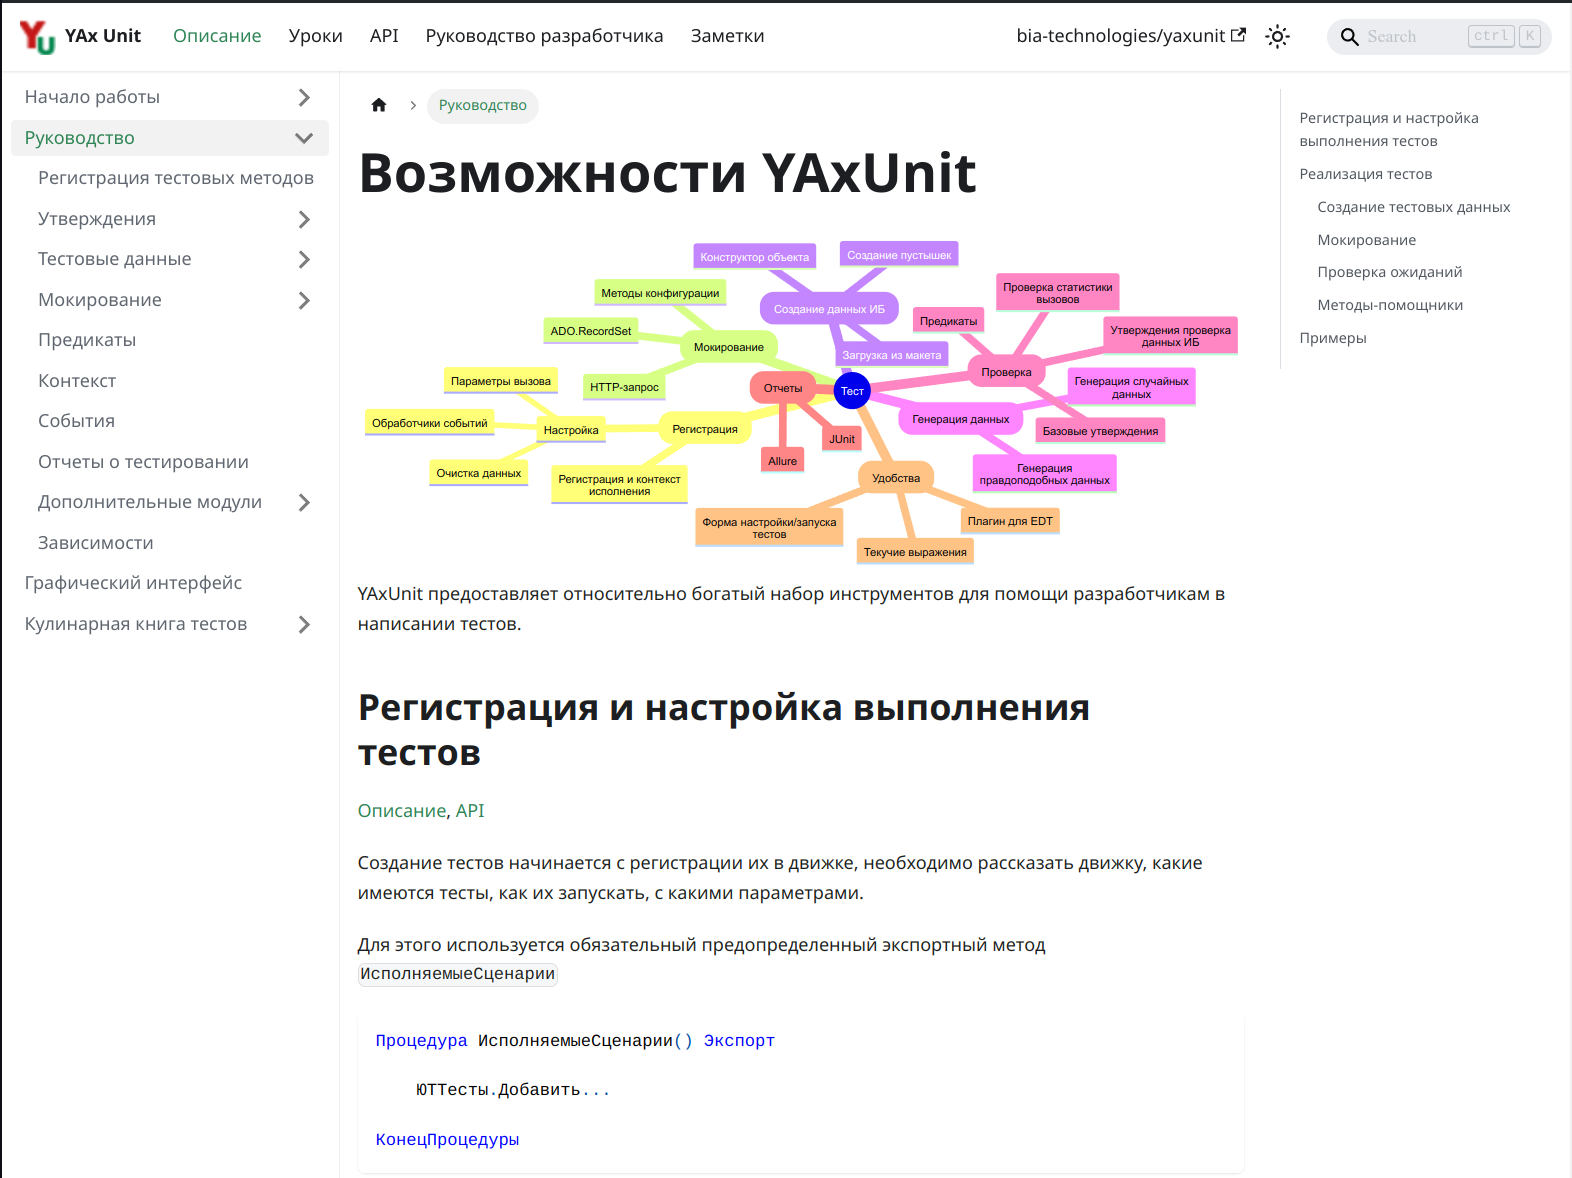 YAx Unit
Описание
Уроки
API
Руководство разработчика
Заметки
bia-technologies/yaxunit
Search
ctrl
K
Начало работы
Руководство
Регистрация тестовых методов
Утверждения
Тестовые данные
Мокирование
Предикаты
Контекст
События
Отчеты о тестировании
Дополнительные модули
Зависимости
Графический интерфейс
Кулинарная книга тестов
Руководство
Возможности YAxUnit
Конструктор объекта
Создание пустышек
Методы конфигурации
Создание данных ИБ
Проверка статистики
вызовов
Предикаты
ADO.RecordSet
Мокирование
Утверждения проверка
данных ИБ
Загрузка из макета
Параметры вызова
HTTP-запрос
Отчеты
Тест
Проверка
Генерация случайных
данных
Обработчики событий
Настройка
Регистрация
Генерация данных
JUnit
Базовые утверждения
Очистка данных
Allure
Регистрация и контекст
исполнения
Генерация
правдоподобных данных
Удобства
Форма настройки/запуска
тестов
Плагин для EDT
Текучие выражения
YAxUnit предоставляет относительно богатый набор инструментов для помощи разработчикам в
написании тестов.
Регистрация и настройка выполнения
тестов
Описание, API
Создание тестов начинается с регистрации их в движке, необходимо рассказать движку, какие
имеются тесты, как их запускать, с какими параметрами.
Для этого используется обязательный предопределенный экспортный метод
ИсполняемыеСценарии
Процедура ИсполняемыеСценарии() Экспорт
ЮТТесты.Добавить...
КонецПроцедуры
Регистрация и настройка
выполнения тестов
Реализация тестов
Создание тестовых данных
Мокирование
Проверка ожиданий
Методы-помощники
Примеры